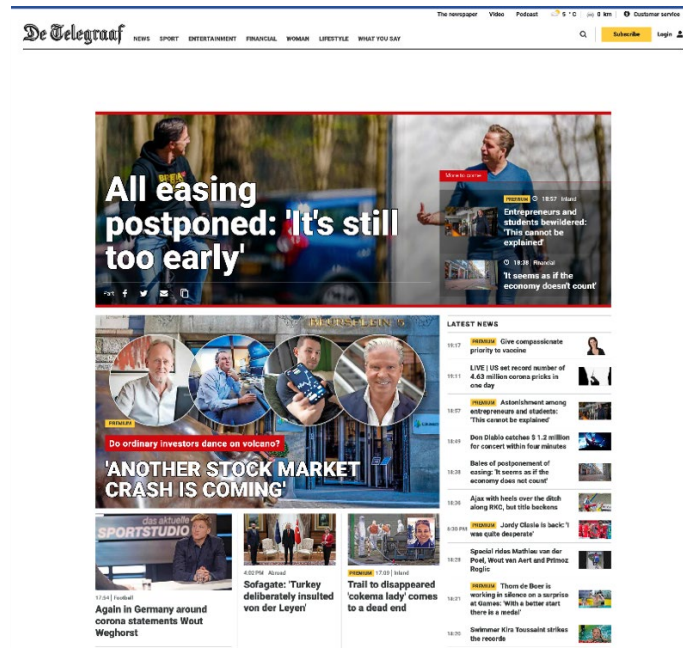 The newspaper Video Podcast 5 °C 0 km Customer service
De Telegraaf NEWS SPORT ENTERTAINMENT FINANCIAL WOMAN LIFESTYLE WHAT YOU SAY Subscribe Login
All easing
postponed: 'It's still
too early'
PREMIUM 18:57 Inland
Entrepreneurs and
students bewildered:
'This cannot be
explained'
18:38 Financial
'It seems as if the
economy doesn't count'
PREMIUM
Do ordinary investors dance on volcano?
'ANOTHER STOCK MARKET
CRASH IS COMING'
das aktuelle
SPORTSTUDIO
17:54 | Football
Again in Germany around
corona statements Wout
Weghorst
4:02 PM Abroad
Sofagate: 'Turkey
deliberately insulted
von der Leyen'
PREMIUM 17:09 | Inland
Trail to disappeared
'cokema lady' comes
to a dead end
LATEST NEWS
19:17 PREMIUM Give compassionate
priority to vaccine
19:11 LIVE | US set record number of
4.63 million corona pricks in
one day
18:57 PREMIUM Astonishment among
entrepreneurs and students:
'This cannot be explained'
18:49 Don Diablo catches $ 1.2 million
for concert within four minutes
18:38 Bales of postponement of
easing: 'It seems as if the
economy does not count'
18:36 Ajax with heels over the ditch
along RKC, but title beckons
6:30 PM PREMIUM Jordy Clasie is back: 'I
was quite desperate'
18:28 Special rides Mathieu van der
Poel, Wout van Aert and Primoz
Roglic
18:21 PREMIUM Thom de Boer is
working in silence on a surprise
at Games: 'With a better start
there is a medal'
18:20 Swimmer Kira Toussaint strikes
the records